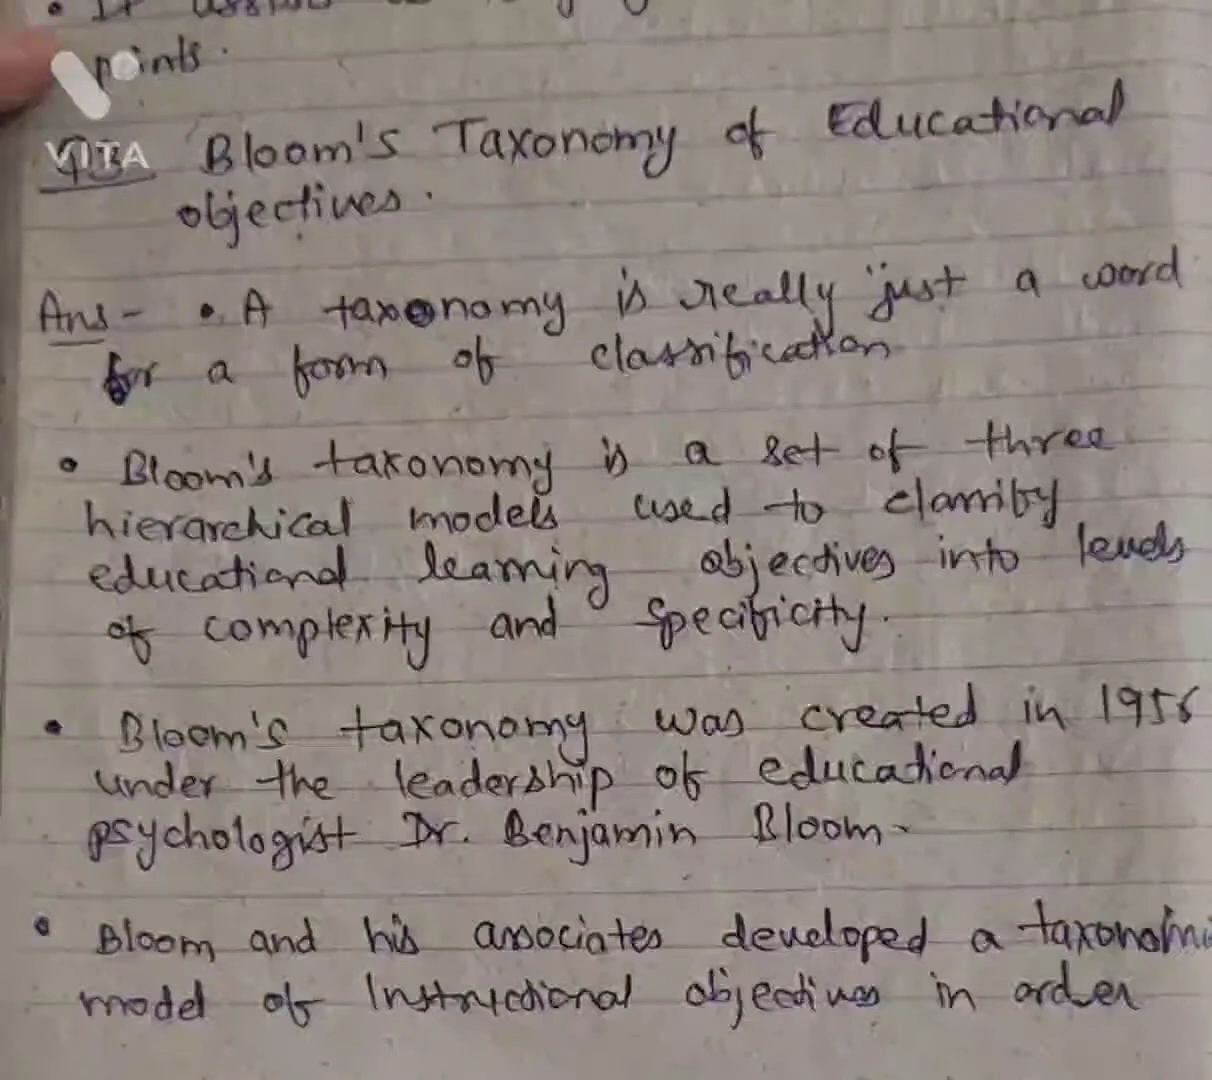 points.
VITA
Bloom's Taxonomy of Educational
objectives.
Ans- • A taxonomy is really just a word
for a form of classification
• Bloom's taxonomy is a set of three
hierarchical models used to classify
educational learning objectives into levels
of complexity and specificity.
• Bloom's taxonomy was created in 1956
under the leadership of educational
psychologist Dr. Benjamin Bloom.
• Bloom and his associates developed a
model of Instructional objectives in order